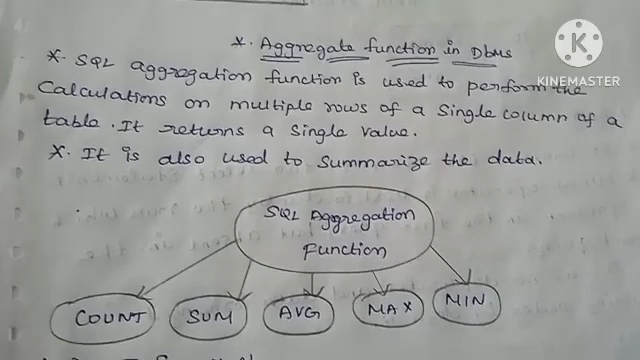 *. Aggregate function in Dbms
*. SQL aggregation function is used to perform the
Calculations on multiple rows of a single column of a
table. It returns a single value.
*. It is also used to summarize the data.
SQL Aggregation
Function
COUNT SUM AVG MAX MIN
KINEMASTER